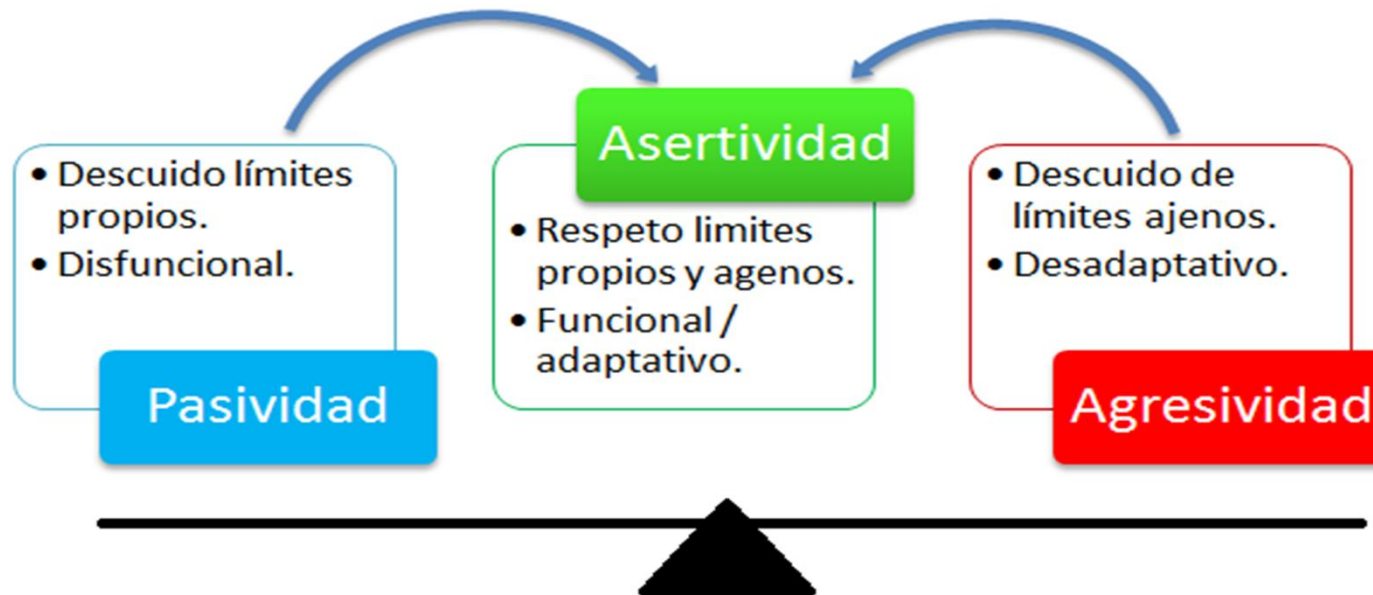 • Descuido límites
propios.
• Disfuncional.
Pasividad
Asertividad
• Respeto limites
propios y agenos.
• Funcional /
adaptativo.
• Descuido de
límites ajenos.
• Desadaptativo.
Agresividad